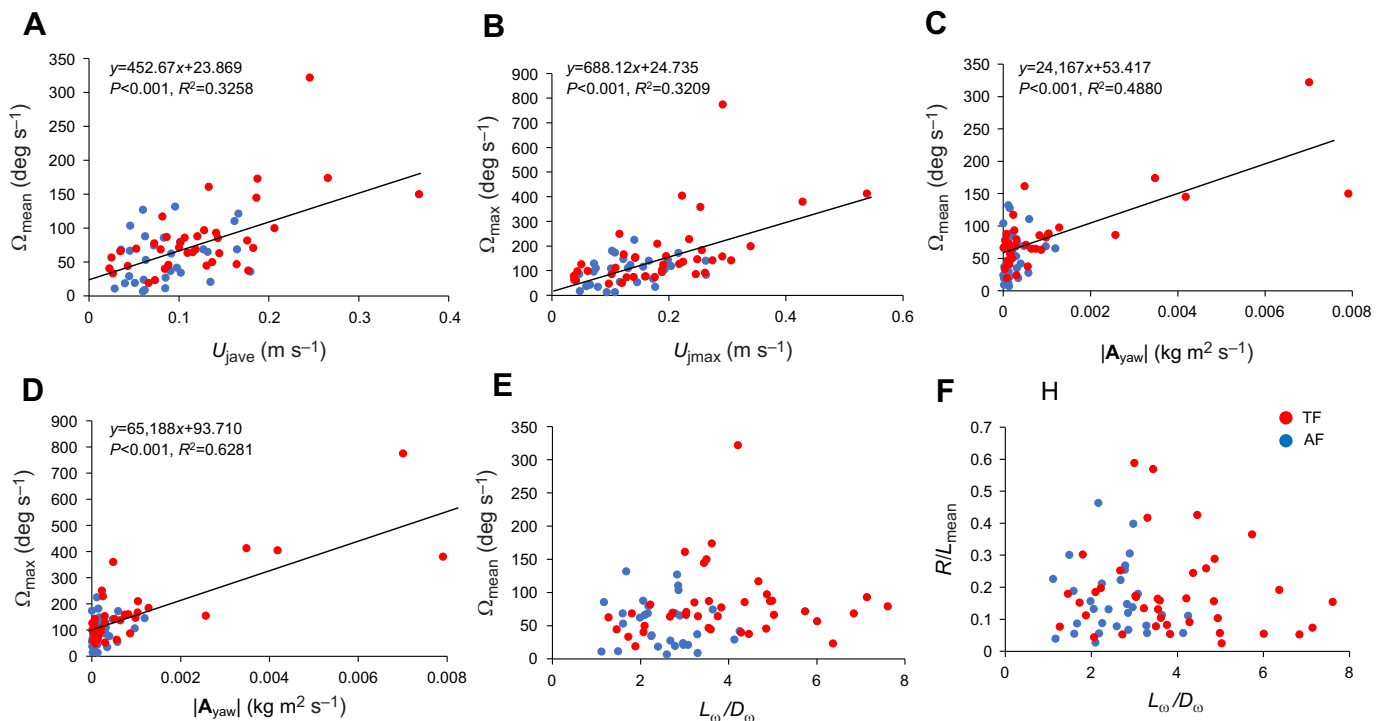 A
y=452.67x+23.869
P<0.001, R²=0.3258
350
300
250
200
150
100
50
0
Ωmean (deg s−1)
0 0.1 0.2 0.3 0.4
Ujave (m s−1)
B
y=688.12x+24.735
P<0.001, R²=0.3209
900
800
700
600
500
400
300
200
100
0
Ωmax (deg s−1)
0 0.2 0.4 0.6
Ujmax (m s−1)
C
y=24,167x+53.417
P<0.001, R²=0.4880
350
300
250
200
150
100
50
0
Ωmean (deg s−1)
0 0.002 0.004 0.006 0.008
|Ayaw| (kg m2 s−1)
D
y=65,188x+93.710
P<0.001, R²=0.6281
900
800
700
600
500
400
300
200
100
0
Ωmax (deg s−1)
0 0.002 0.004 0.006 0.008
|Ayaw| (kg m2 s−1)
E
350
300
250
200
150
100
50
0
Ωmean (deg s−1)
0 2 4 6 8
Lω/Dω
F
H
TF
AF
0.7
0.6
0.5
0.4
0.3
0.2
0.1
0
R/Lmean
0 2 4 6 8
Lω/Dω